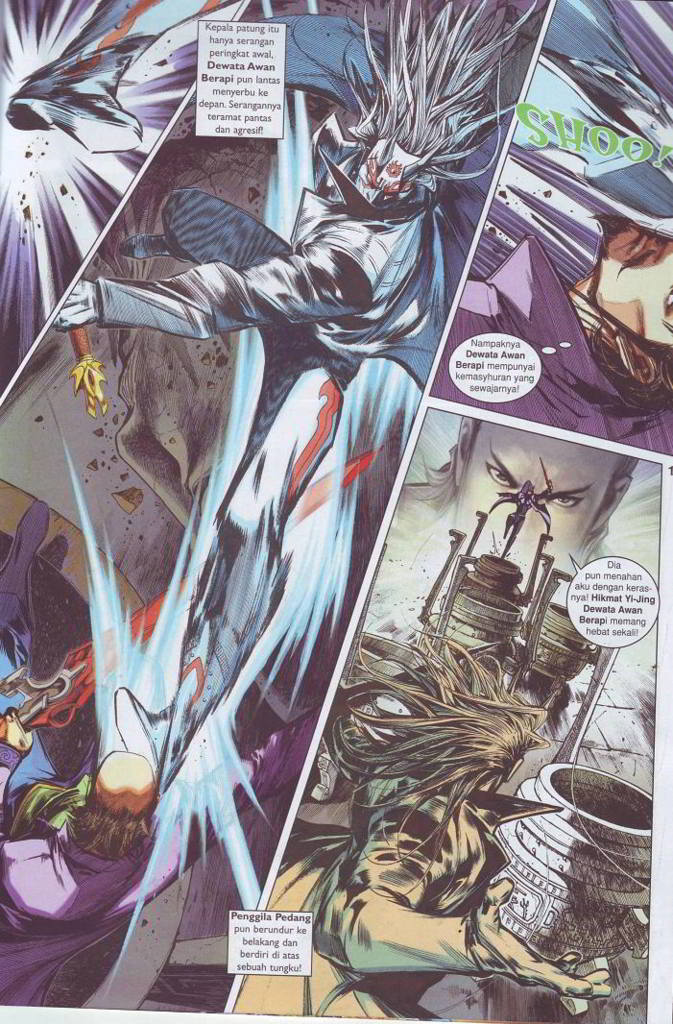 Kepala patung itu
hanya serangan
peringkat awal,
Dewata Awan
Berapi pun lantas
menyerbu ke
depan. Serangannya
teramat pantas
dan agresif!
SHOO!
Nampaknya
Dewata Awan
Berapi mempunyai
kemasyhuran yang
sewajarnya!
Dia
pun menahan
aku dengan keras-
nya! Hikmat Yi-Jing
Dewata Awan
Berapi memang
hebat sekali!
Penggila Pedang
pun berundur ke
belakang dan
berdiri di atas
sebuah tungku!